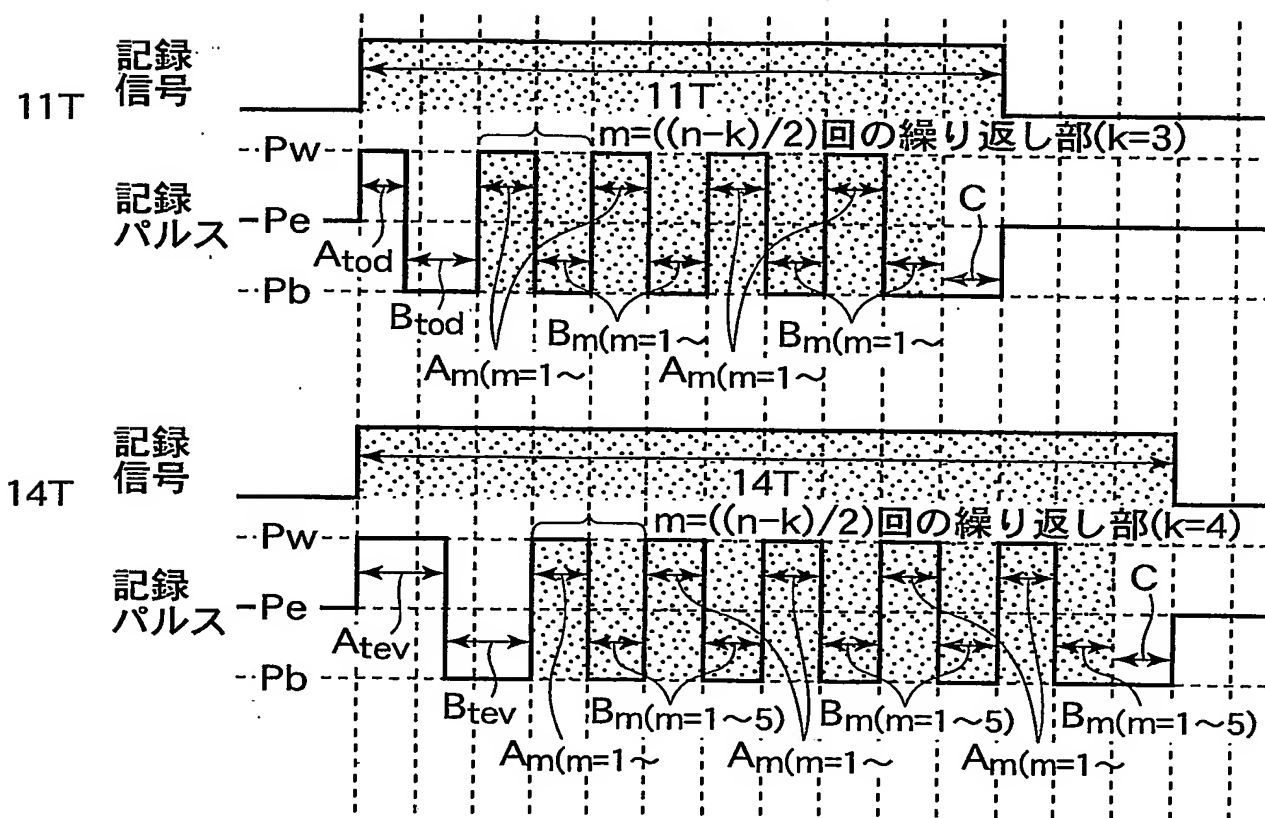 記録
信号
11T
11T
m=((n-k)/2)回の繰り返し部(k=3)
Pw
記録
パルス
Pe
Pb
Atod
Btod
C
Bm(m=1～
Bm(m=1～
Am(m=1～
Am(m=1～
記録
信号
14T
14T
m=((n-k)/2)回の繰り返し部(k=4)
Pw
記録
パルス
Pe
Pb
Atev
Btev
C
Bm(m=1～5)
Bm(m=1～5)
Bm(m=1～5)
Am(m=1～
Am(m=1～
Am(m=1～